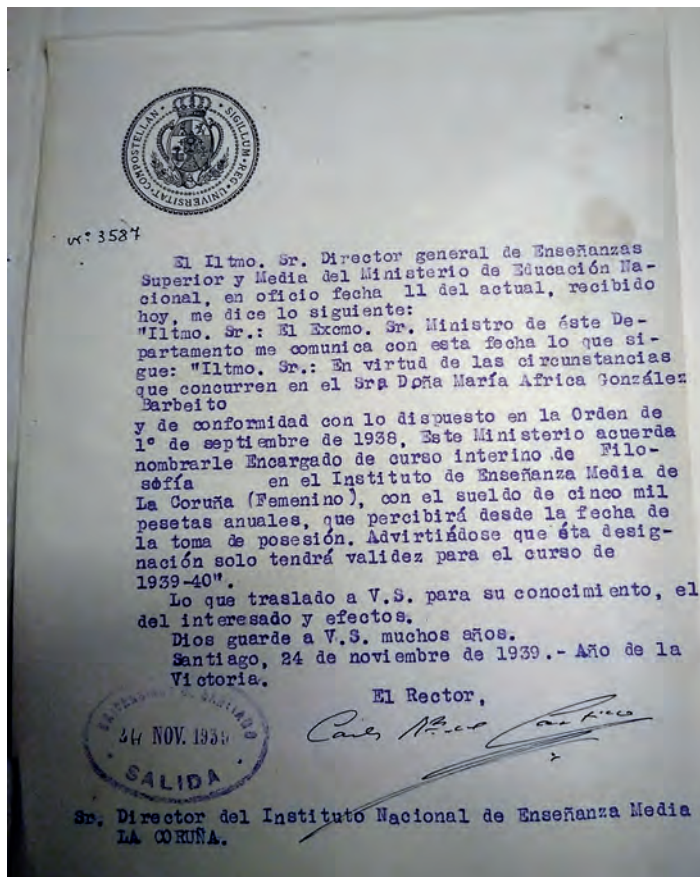 SIGILLUM · REG · UNIVERSITAT · COMPOSTELLAN ·
nº: 3587
El Iltmo. Sr. Director general de Enseñanzas
Superior y Media del Ministerio de Educación Na-
cional, en oficio fecha 11 del actual, recibido
hoy, me dice lo siguiente:
"Iltmo. Sr.: El Excmo. Sr. Ministro de éste De-
partamento me comunica con esta fecha lo que si-
gue: "Iltmo. Sr.: En virtud de las circunstancias
que concurren en el Sra Doña María Africa González
Barbeito
y de conformidad con lo dispuesto en la Orden de
1º de septiembre de 1938, Este Ministerio acuerda
nombrarle Encargado de curso interino de Filo-
sófía en el Instituto de Enseñanza Media de
La Coruña (Femenino), con el sueldo de cinco mil
pesetas anuales, que percibirá desde la fecha de
la toma de posesión. Advirtiéndose que ésta desig-
nación solo tendrá validez para el curso de
1939-40".
Lo que traslado a V.S. para su conocimiento, el
del interesado y efectos.
Dios guarde a V.S. muchos años.
Santiago, 24 de noviembre de 1939.- Año de la
Victoria.
El Rector,
UNIVERSIDAD DE SANTIAGO
24 NOV. 1939
SALIDA
Sr. Director del Instituto Nacional de Enseñanza Media
LA CORUÑA.